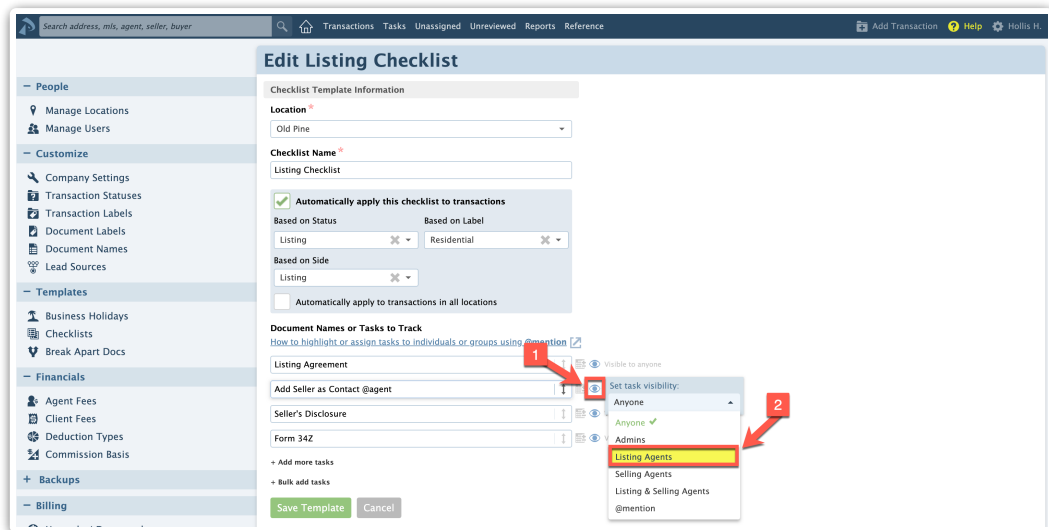 Search address, mls, agent, seller, buyer
Transactions Tasks Unassigned Unreviewed Reports Reference
Add Transaction ? Help Hollis H.
Edit Listing Checklist
− People
Manage Locations
Manage Users
− Customize
Company Settings
Transaction Statuses
Transaction Labels
Document Labels
Document Names
Lead Sources
− Templates
Business Holidays
Checklists
Break Apart Docs
− Financials
Agent Fees
Client Fees
Deduction Types
Commission Basis
+ Backups
− Billing
Checklist Template Information
Location *
Old Pine
Checklist Name *
Listing Checklist
Automatically apply this checklist to transactions
Based on Status Based on Label
Listing Residential
Based on Side
Listing
Automatically apply to transactions in all locations
Document Names or Tasks to Track
How to highlight or assign tasks to individuals or groups using @mention
1
Listing Agreement Visible to anyone
Add Seller as Contact @agent
Seller's Disclosure
Form 34Z
+ Add more tasks
+ Bulk add tasks
Save Template Cancel
Set task visibility:
Anyone
2
Anyone ✔
Admins
Listing Agents
Selling Agents
Listing & Selling Agents
@mention